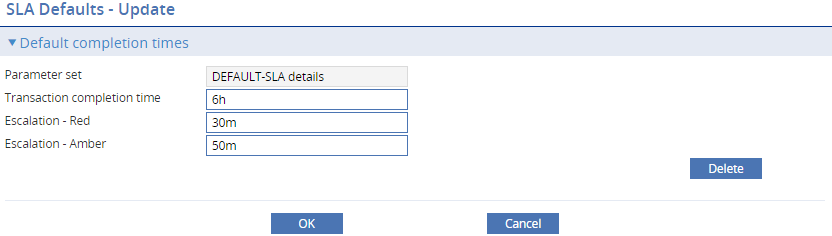 SLA Defaults - Update
Default completion times
Parameter set DEFAULT-SLA details
Transaction completion time 6h
Escalation - Red 30m
Escalation - Amber 50m
Delete
OK Cancel